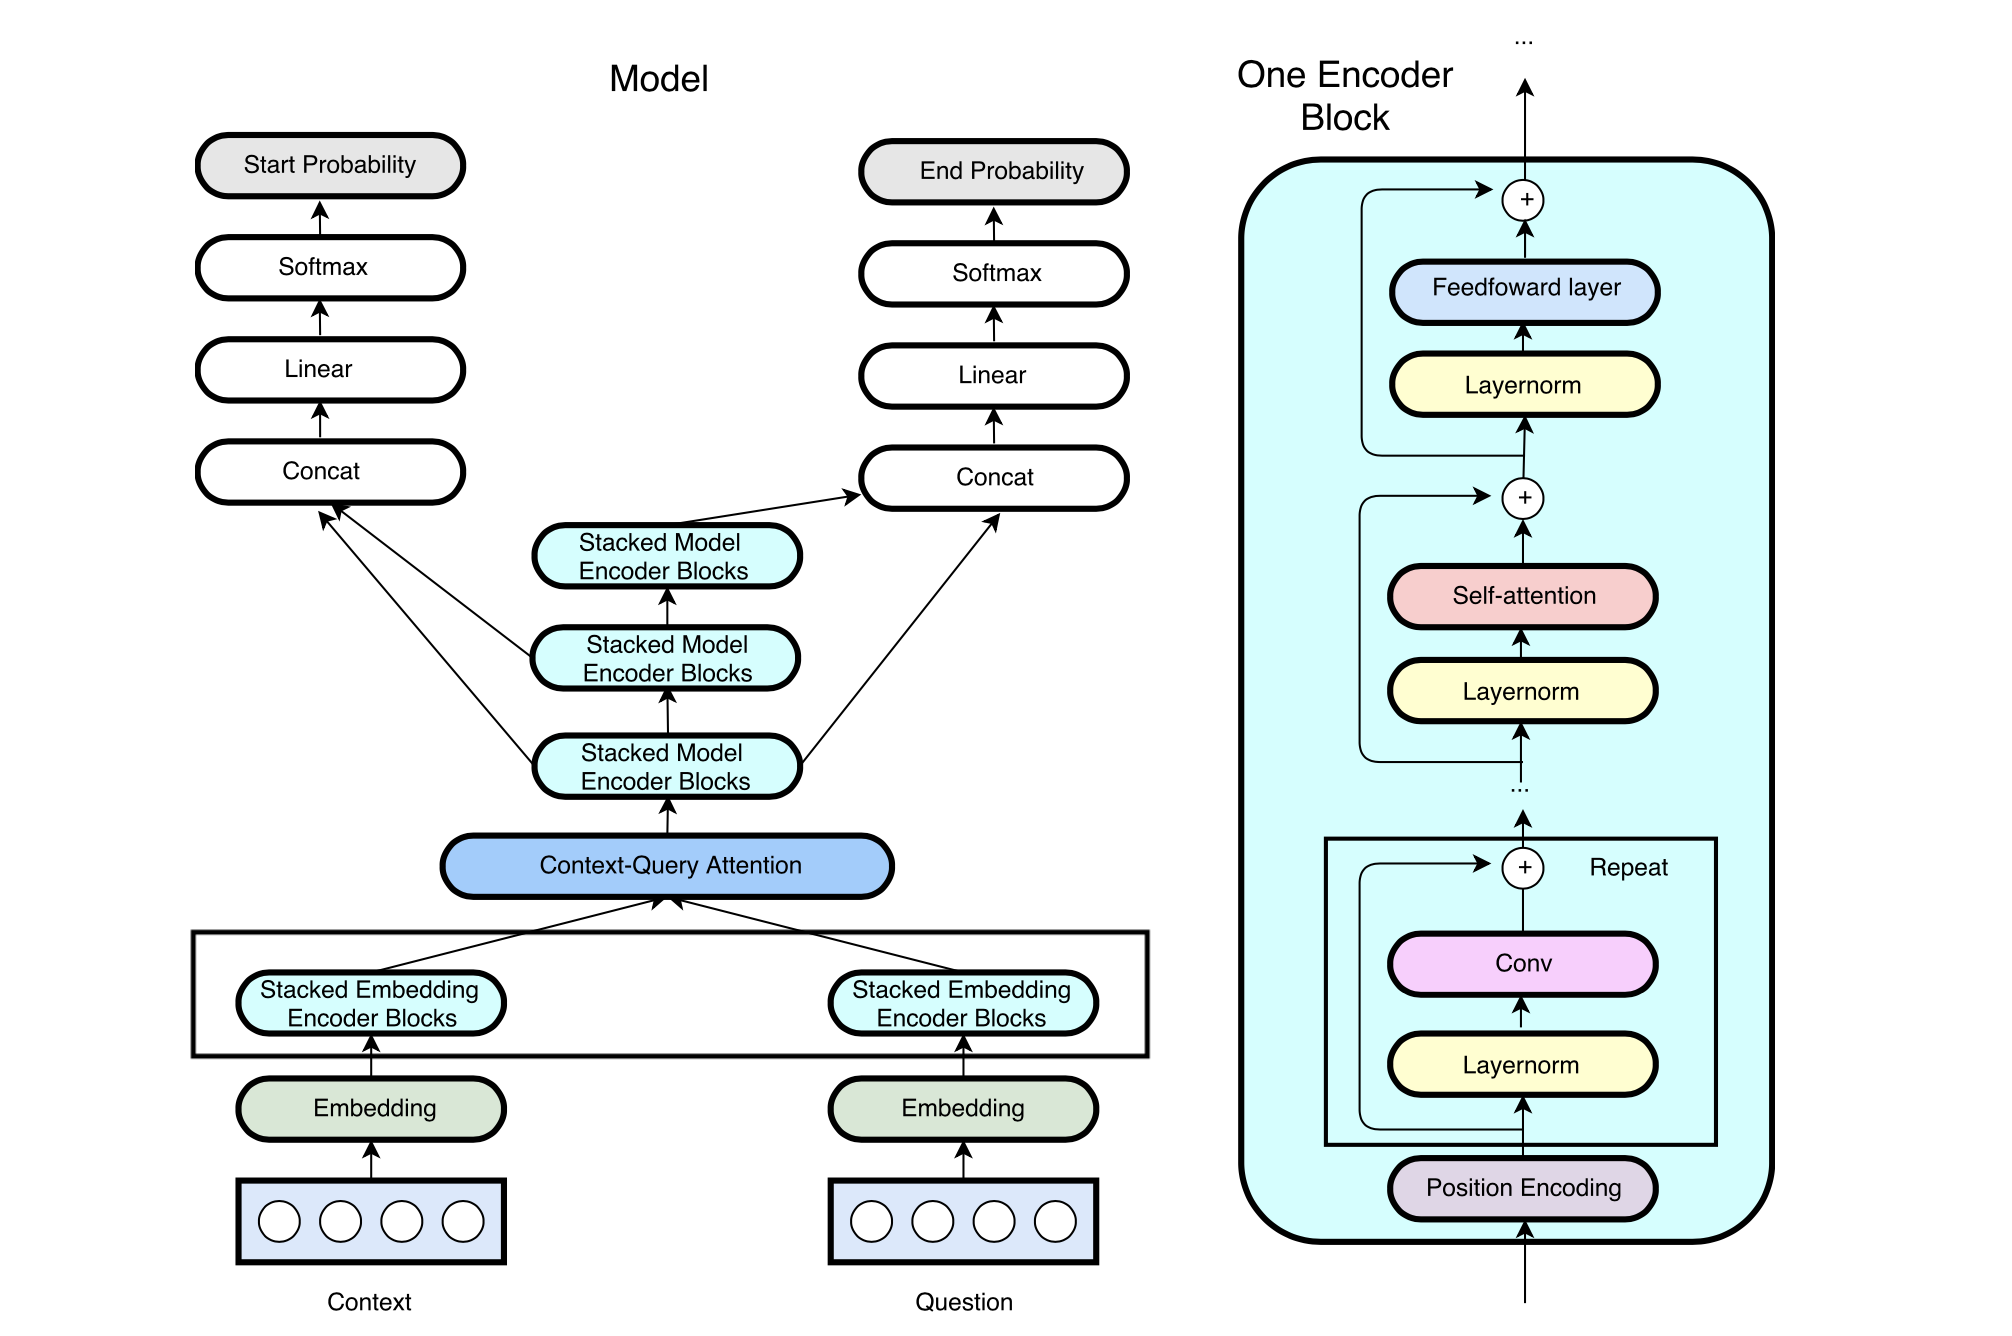 Model
Start Probability
Softmax
Linear
Concat
End Probability
Softmax
Linear
Concat
Stacked Model
Encoder Blocks
Stacked Model
Encoder Blocks
Stacked Model
Encoder Blocks
Context-Query Attention
Stacked Embedding
Encoder Blocks
Stacked Embedding
Encoder Blocks
Embedding
Embedding
Context
Question
One Encoder
Block
...
+
Feedfoward layer
Layernorm
+
Self-attention
Layernorm
...
+
Repeat
Conv
Layernorm
Position Encoding